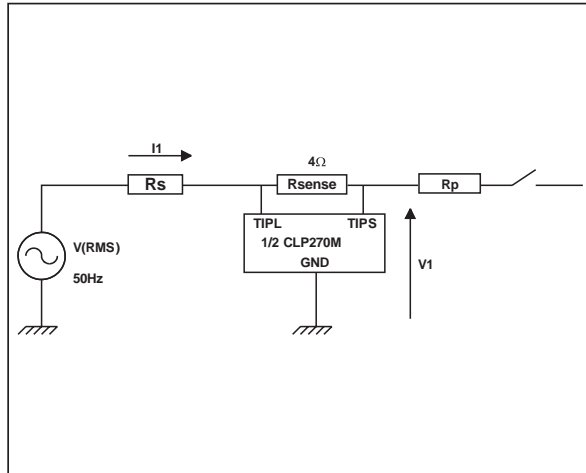 I1
4Ω
Rs
Rsense
Rp
TIPL TIPS
V(RMS)
1/2 CLP270M
GND
V1
50Hz